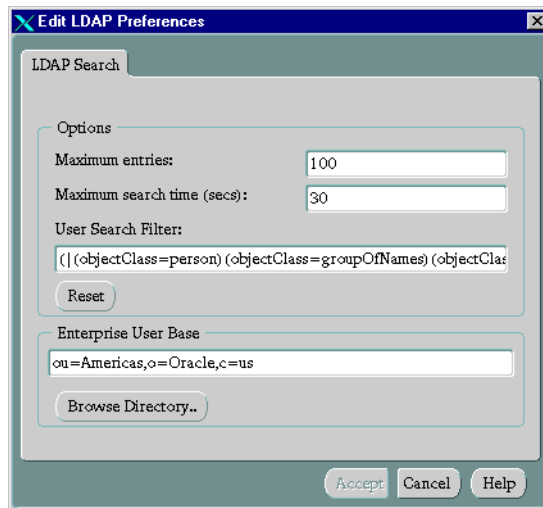 Edit LDAP Preferences
LDAP Search
Options
Maximum entries:
100
Maximum search time (secs):
30
User Search Filter:
(|(objectClass=person)(objectClass=groupOfNames)(objectClas
Reset
Enterprise User Base
ou=Americas,o=Oracle,c=us
Browse Directory..
Accept Cancel Help